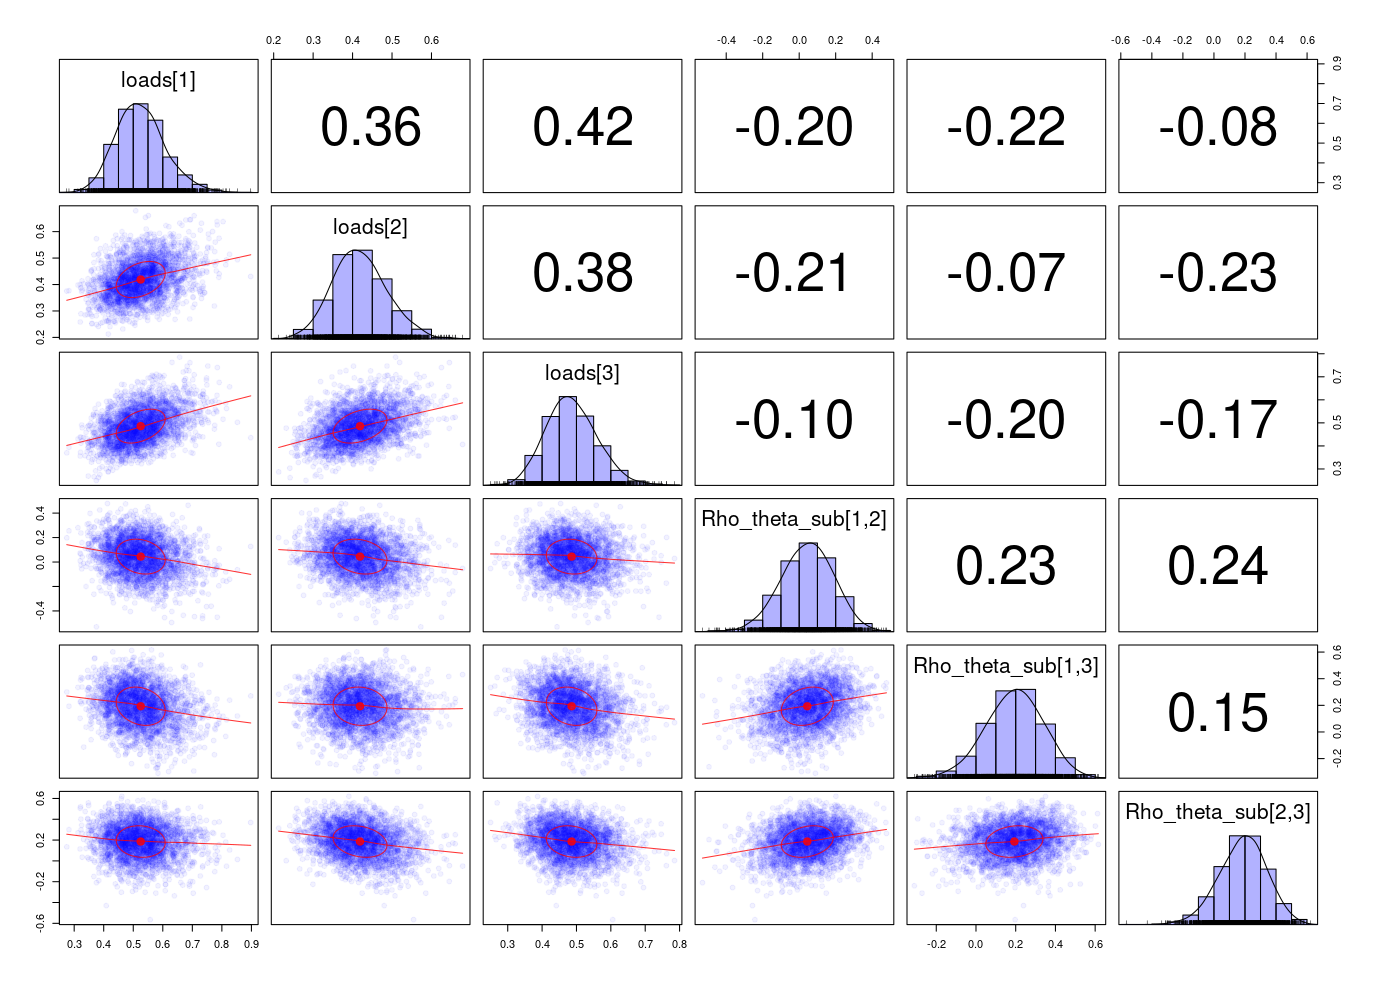 0.2 0.3 0.4 0.5 0.6 -0.4 -0.2 0.0 0.2 0.4 -0.6 -0.2 0.0 0.2 0.4 0.6
loads[1] 0.36 0.42 -0.20 -0.22 -0.08
0.3 0.5 0.7 0.9
0.2 0.3 0.4 0.5 0.6
loads[2] 0.38 -0.21 -0.07 -0.23
loads[3] -0.10 -0.20 -0.17
0.3 0.5 0.7
-0.4 0.0 0.2 0.4
Rho_theta_sub[1,2] 0.23 0.24
Rho_theta_sub[1,3] 0.15
-0.2 0.0 0.2 0.4 0.6
-0.6 -0.2 0.2 0.6
Rho_theta_sub[2,3]
0.3 0.4 0.5 0.6 0.7 0.8 0.9 0.3 0.4 0.5 0.6 0.7 0.8 -0.2 0.0 0.2 0.4 0.6